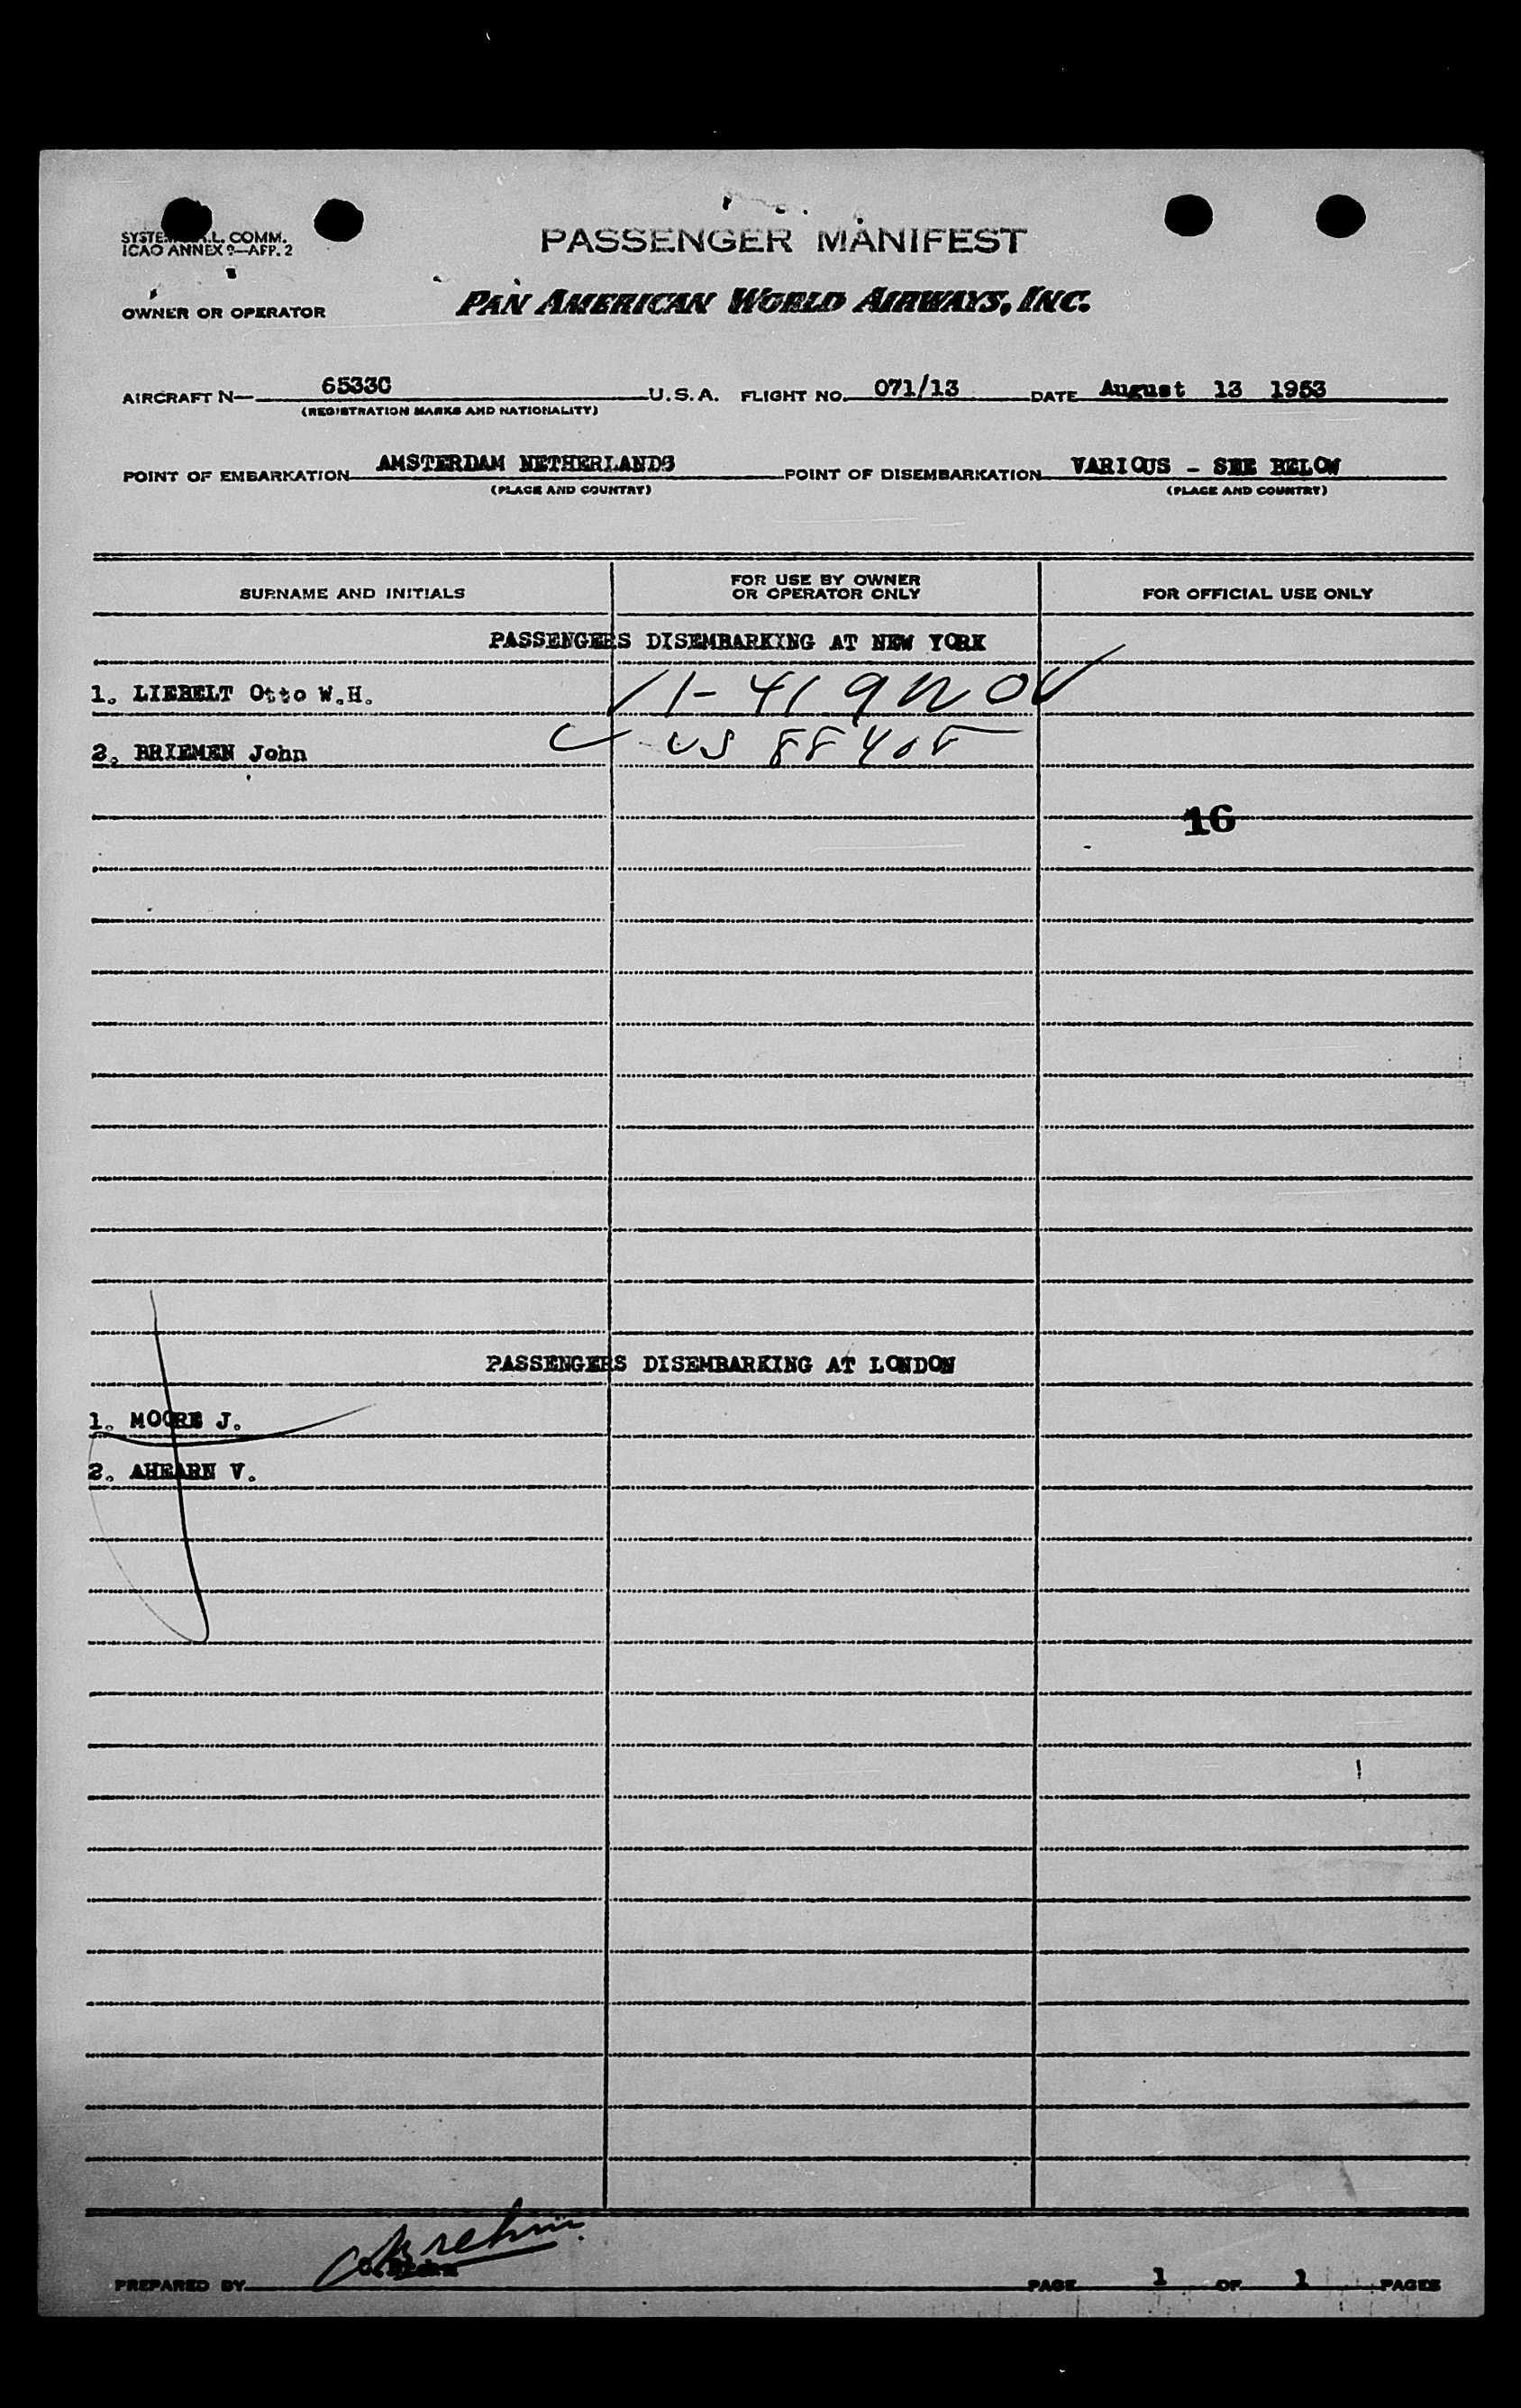 PASSENGER MANIFEST
L. COMM.
ICAO ANNEX 9—APP. 2
OWNER OR OPERATOR PAN AMERICAN WORLD AIRWAYS, INC.
AIRCRAFT N— 6533C U.S.A. FLIGHT NO. 071/13 DATE August 13 1953
(REGISTRATION MARKS AND NATIONALITY)
POINT OF EMBARKATION AMSTERDAM NETHERLANDS POINT OF DISEMBARKATION VARIOUS - SEE BELOW
(PLACE AND COUNTRY) (PLACE AND COUNTRY)
SURNAME AND INITIALS FOR USE BY OWNER OR OPERATOR ONLY FOR OFFICIAL USE ONLY
PASSENGERS DISEMBARKING AT NEW YORK
1. LIEBELT Otto W.H.
2. BRIEMEN John US
16
PASSENGERS DISEMBARKING AT LONDON
1. MOORE J.
2. AHEARN V.
PREPARED BY PAGE 1 OF 1 PAGES